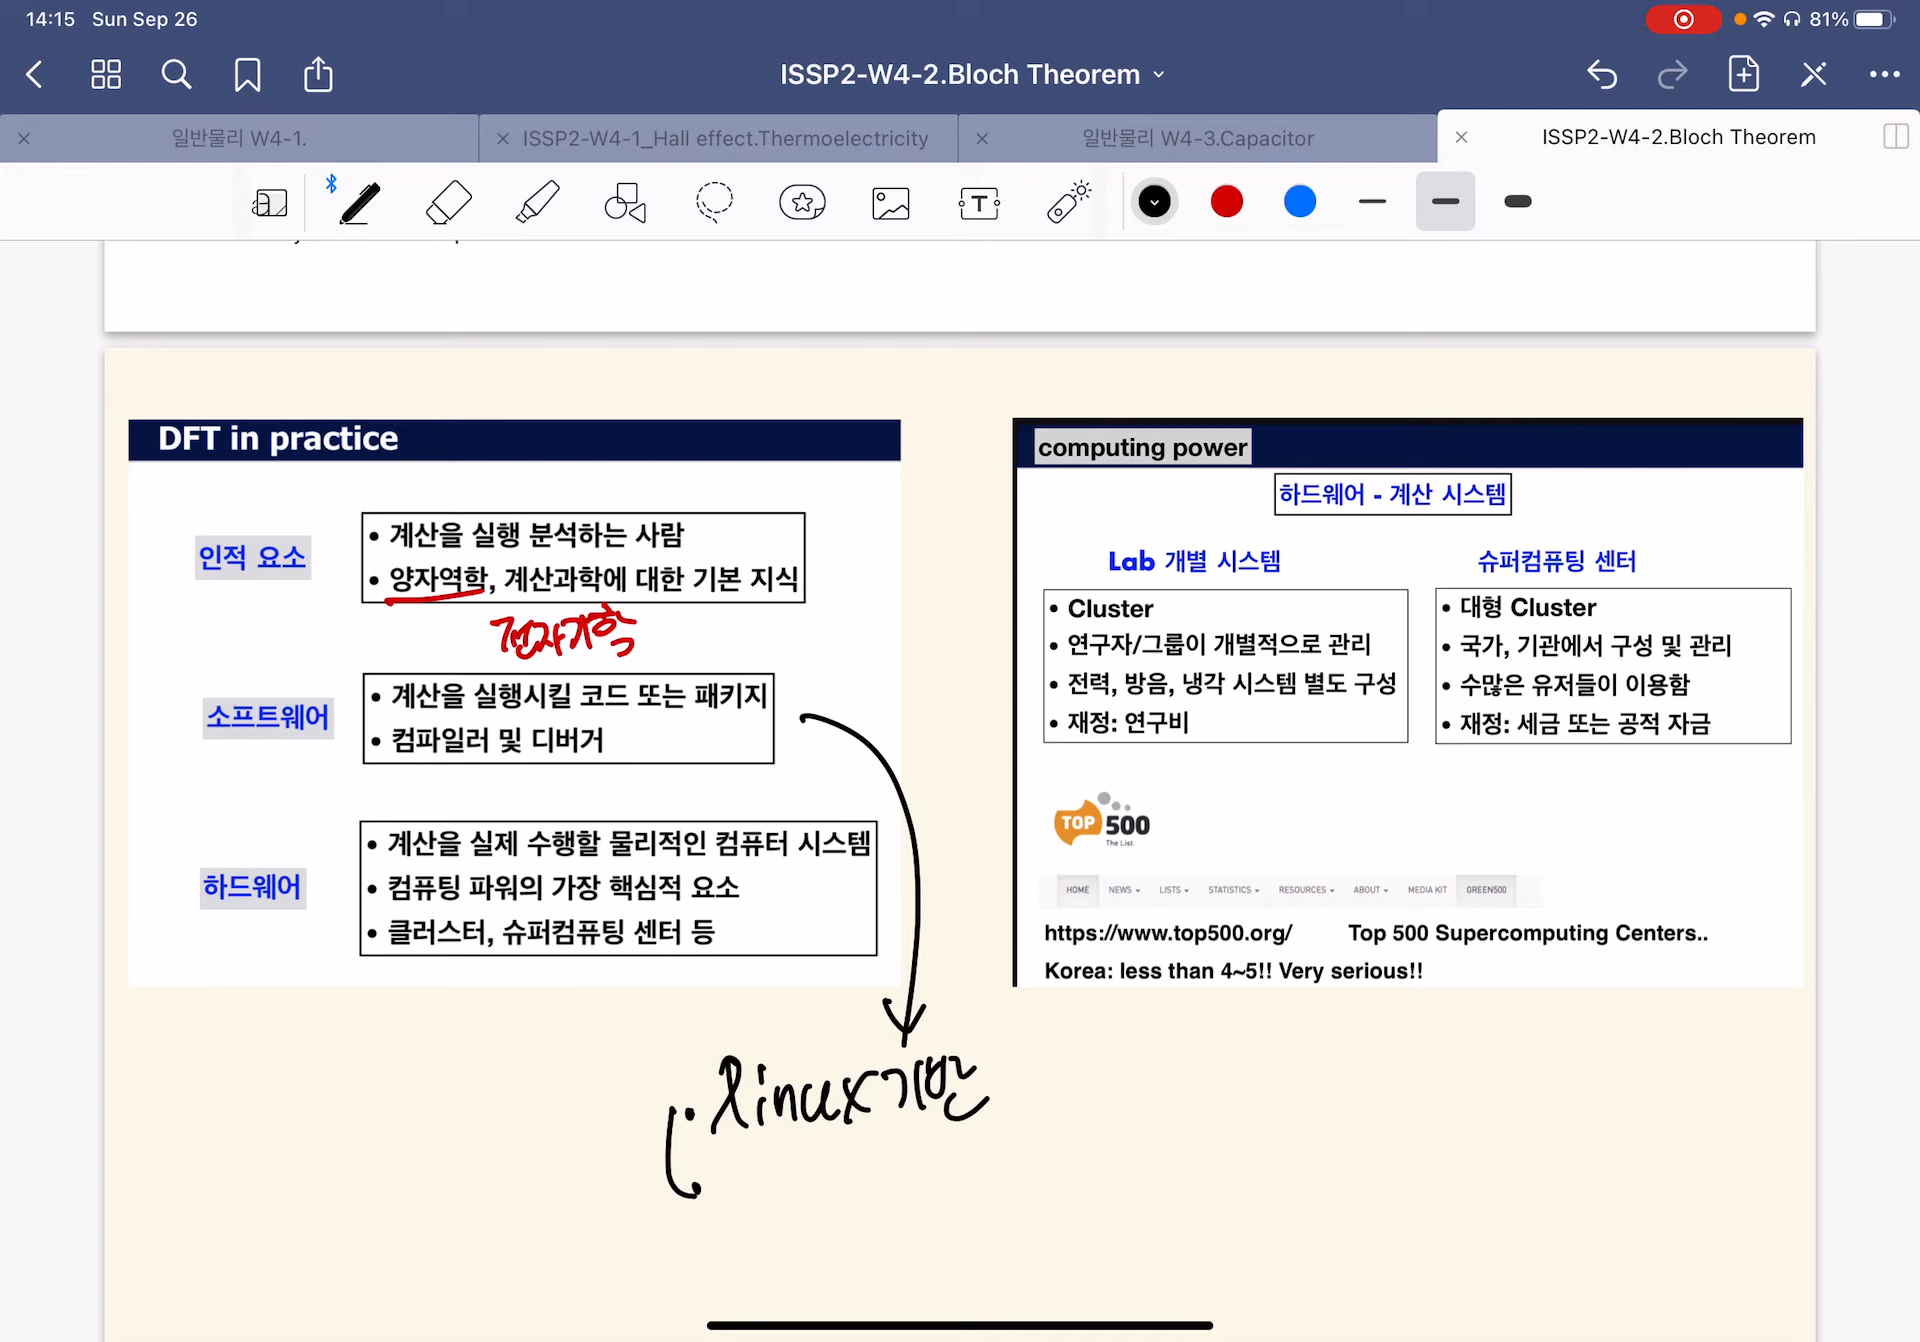 14:15 Sun Sep 26
81%
ISSP2-W4-2.Bloch Theorem
일반물리 W4-1.
ISSP2-W4-1_Hall effect.Thermoelectricity
일반물리 W4-3.Capacitor
ISSP2-W4-2.Bloch Theorem
DFT in practice
인적 요소
• 계산을 실행 분석하는 사람
• 양자역학, 계산과학에 대한 기본 지식
전자기학
소프트웨어
• 계산을 실행시킬 코드 또는 패키지
• 컴파일러 및 디버거
하드웨어
• 계산을 실제 수행할 물리적인 컴퓨터 시스템
• 컴퓨팅 파워의 가장 핵심적 요소
• 클러스터, 슈퍼컴퓨팅 센터 등
linux기반
computing power
하드웨어 - 계산 시스템
Lab 개별 시스템
• Cluster
• 연구자/그룹이 개별적으로 관리
• 전력, 방음, 냉각 시스템 별도 구성
• 재정: 연구비
슈퍼컴퓨팅 센터
• 대형 Cluster
• 국가, 기관에서 구성 및 관리
• 수많은 유저들이 이용함
• 재정: 세금 또는 공적 자금
TOP 500
The List.
HOME NEWS LISTS STATISTICS RESOURCES ABOUT MEDIA KIT GREEN500
https://www.top500.org/ Top 500 Supercomputing Centers..
Korea: less than 4~5!! Very serious!!